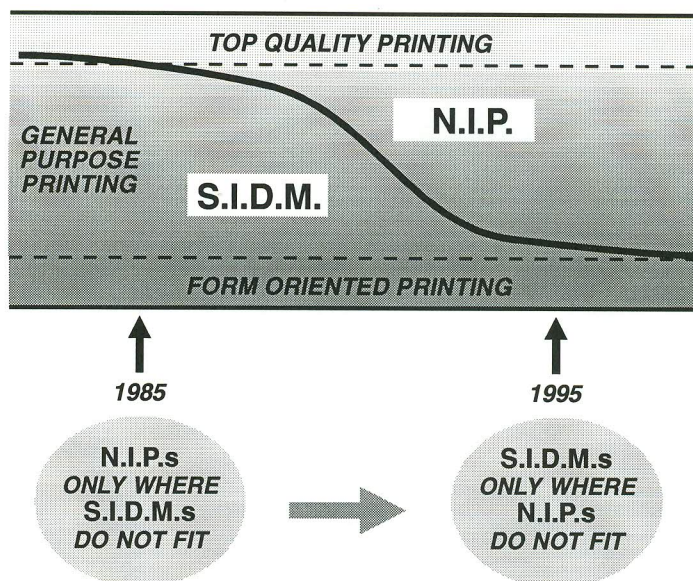 TOP QUALITY PRINTING
N.I.P.
GENERAL
PURPOSE
PRINTING
S.I.D.M.
FORM ORIENTED PRINTING
1985
1995
N.I.P.s
ONLY WHERE
S.I.D.M.s
DO NOT FIT
S.I.D.M.s
ONLY WHERE
N.I.P.s
DO NOT FIT